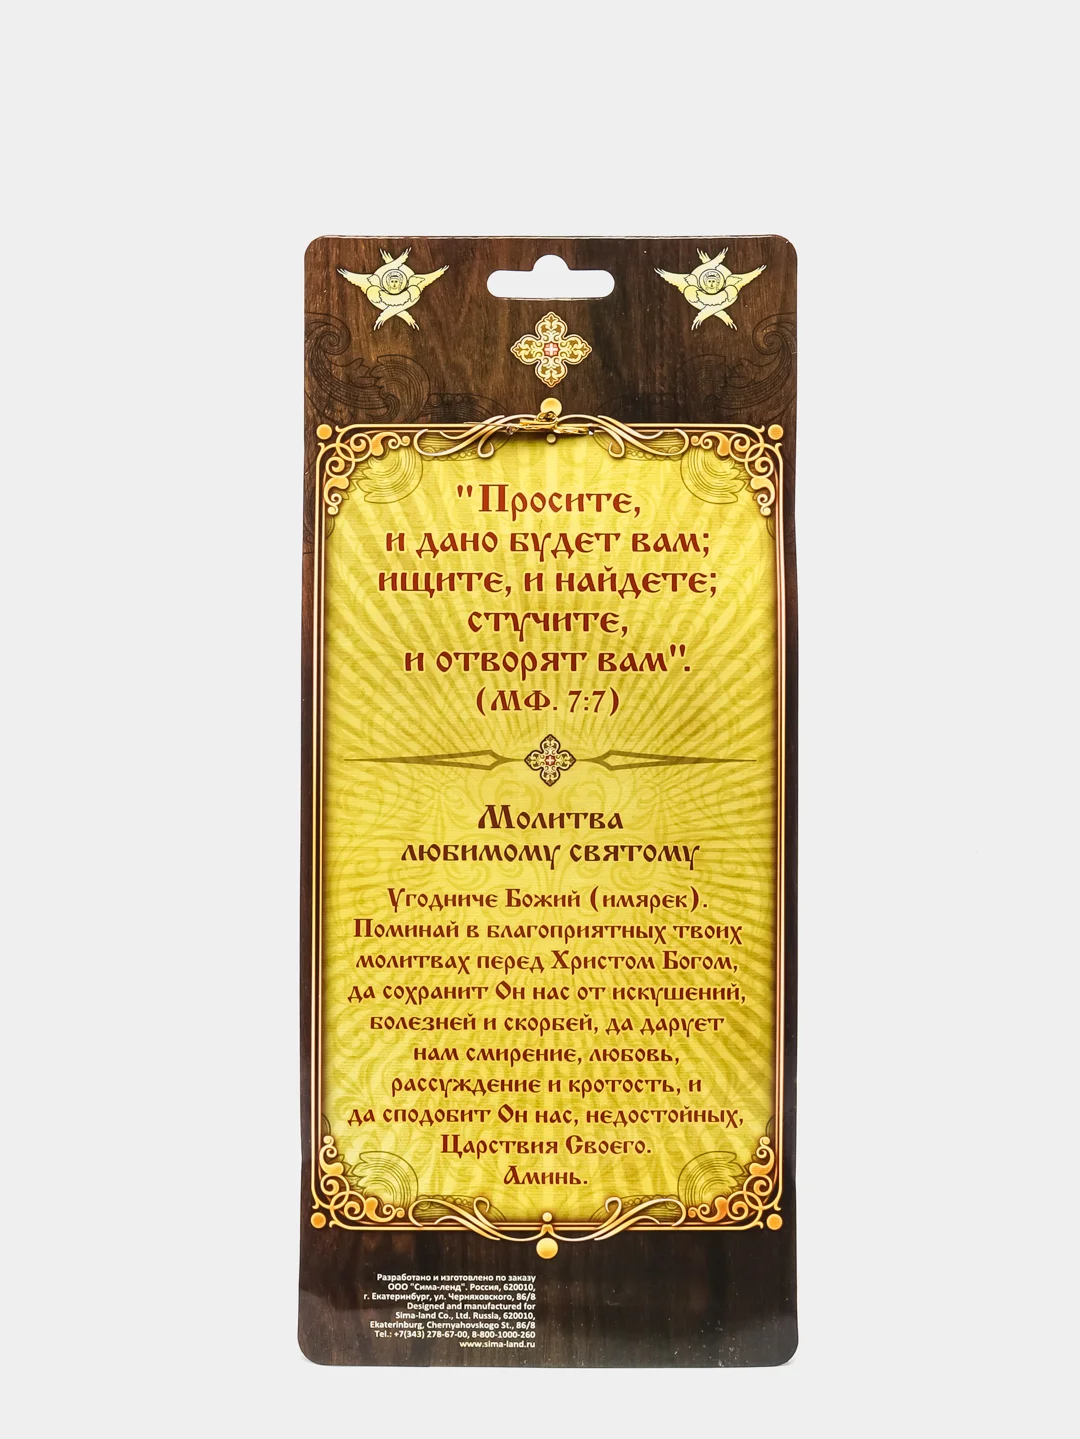 "Просите,
и дано будет вам;
ищите, и найдете;
стучите,
и отворят вам".
(МФ. 7:7)
Молитва
любимому святому
Угодниче Божий (имярек).
Поминай в благоприятных твоих
молитвах перед Христом Богом,
да сохранит Он нас от искушений,
болезней и скорбей, да дарует
нам смирение, любовь,
рассуждение и кротость, и
да сподобит Он нас, недостойных,
Царствия Своего.
Аминь.
Разработано и изготовлено по заказу
ООО "Сима-ленд". Россия, 620010,
г. Екатеринбург, ул. Черняховского, 86/8
Designed and manufactured for
Sima-land Co., Ltd. Russia, 620010,
Ekaterinburg, Chernyahovskogo St., 86/8
Tel.: +7(343) 278-67-00, 8-800-1000-260
www.sima-land.ru